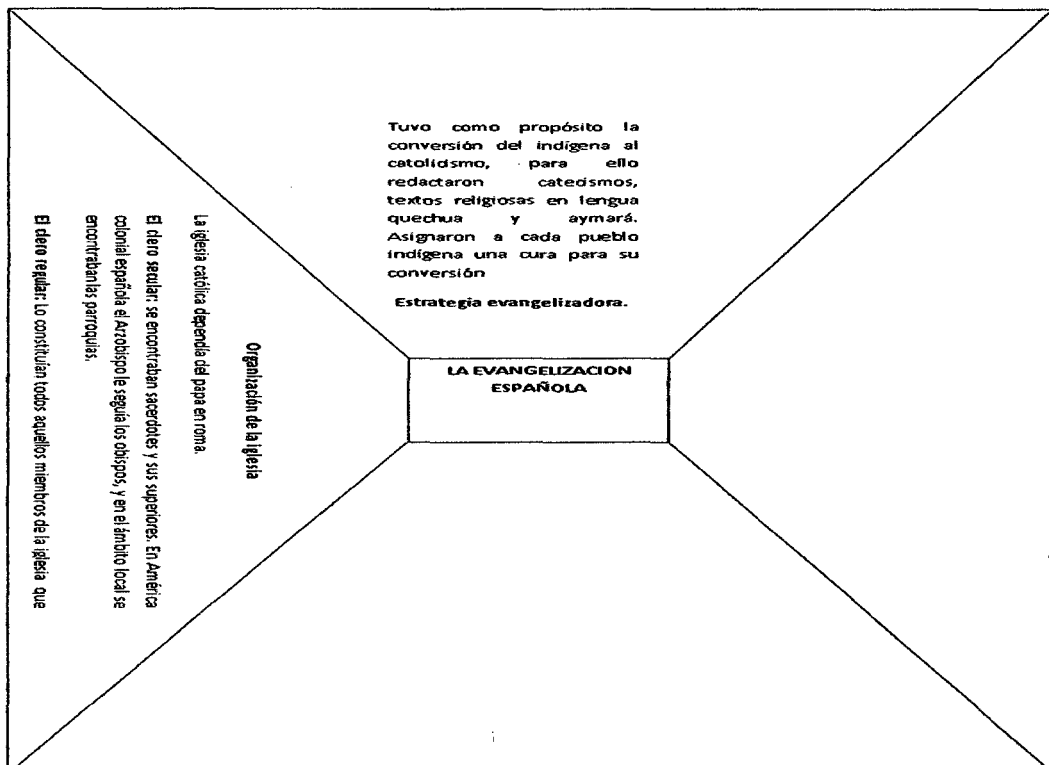 Tuvo como propósito la
conversión del indígena al
catolicismo, para ello
redactaron catecismos,
textos religiosas en lengua
quechua y aymará.
Asignaron a cada pueblo
indígena una cura para su
conversión
Estrategia evangelizadora.
LA EVANGELIZACION
ESPAÑOLA
Organización de la iglesia
La iglesia católica dependía del papa en roma.
El clero secular: se encontraban sacerdotes y sus superiores. En América
colonial española el Arzobispo le seguía los obispos, y en el ámbito local se
encontraban las parroquias.
El clero regular: Lo constituían todos aquellos miembros de la iglesia que